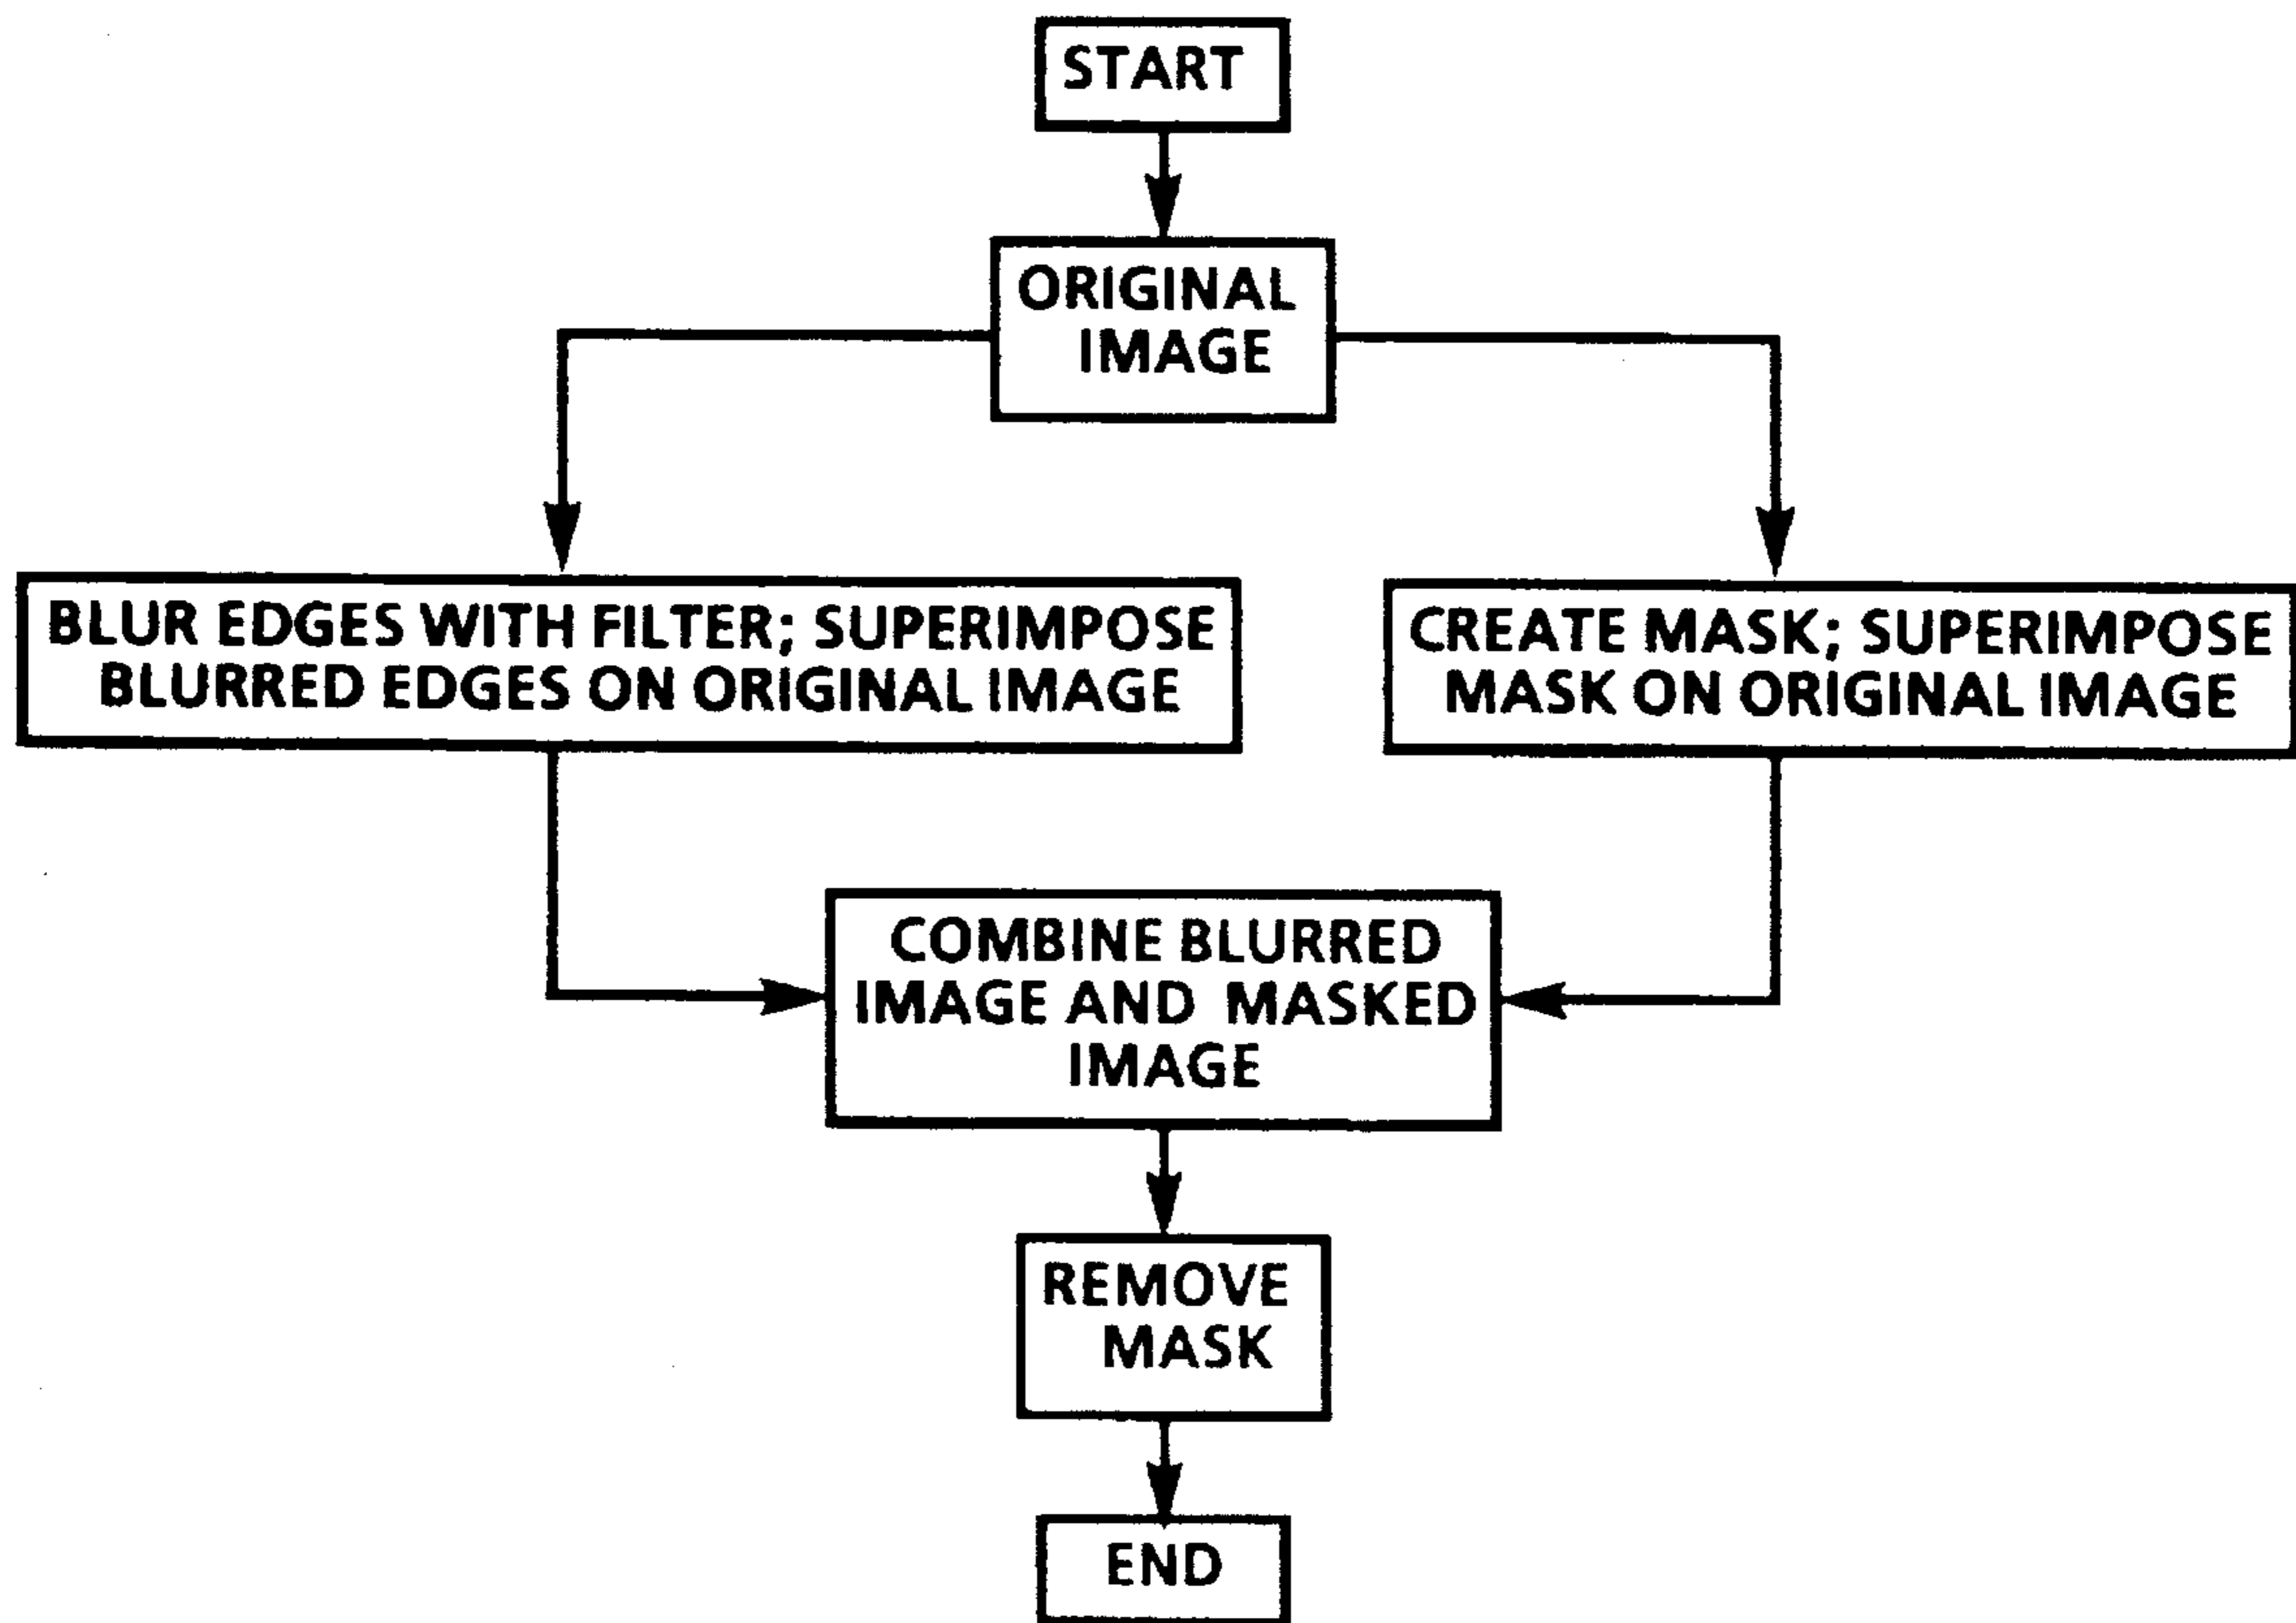 START
ORIGINAL
IMAGE
BLUR EDGES WITH FILTER; SUPERIMPOSE
BLURRED EDGES ON ORIGINAL IMAGE
CREATE MASK; SUPERIMPOSE
MASK ON ORIGINAL IMAGE
COMBINE BLURRED
IMAGE AND MASKED
IMAGE
REMOVE
MASK
END